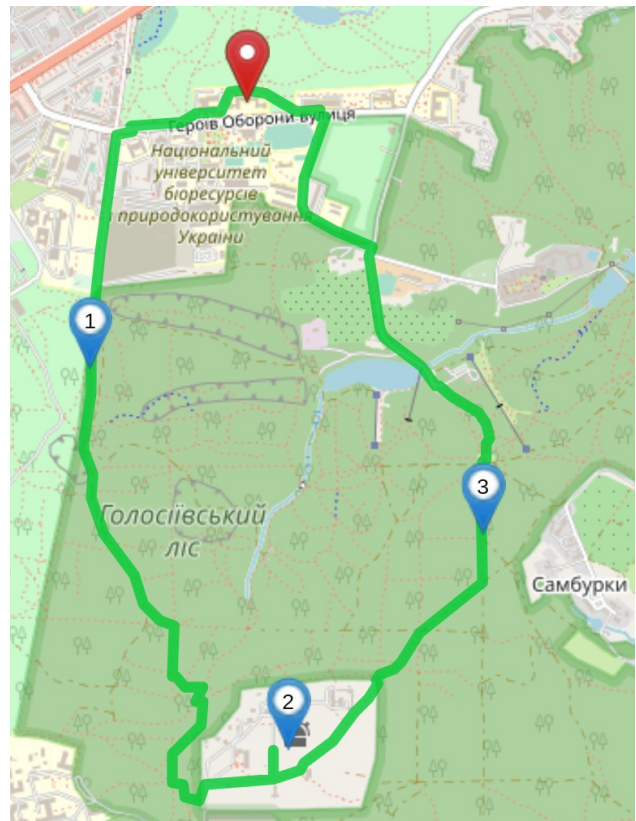 Героїв Оборони вулиця
Національний
університет
біоресурсів
і природокористування
України
1
3
Голосіївський
ліс
Самбурки
2